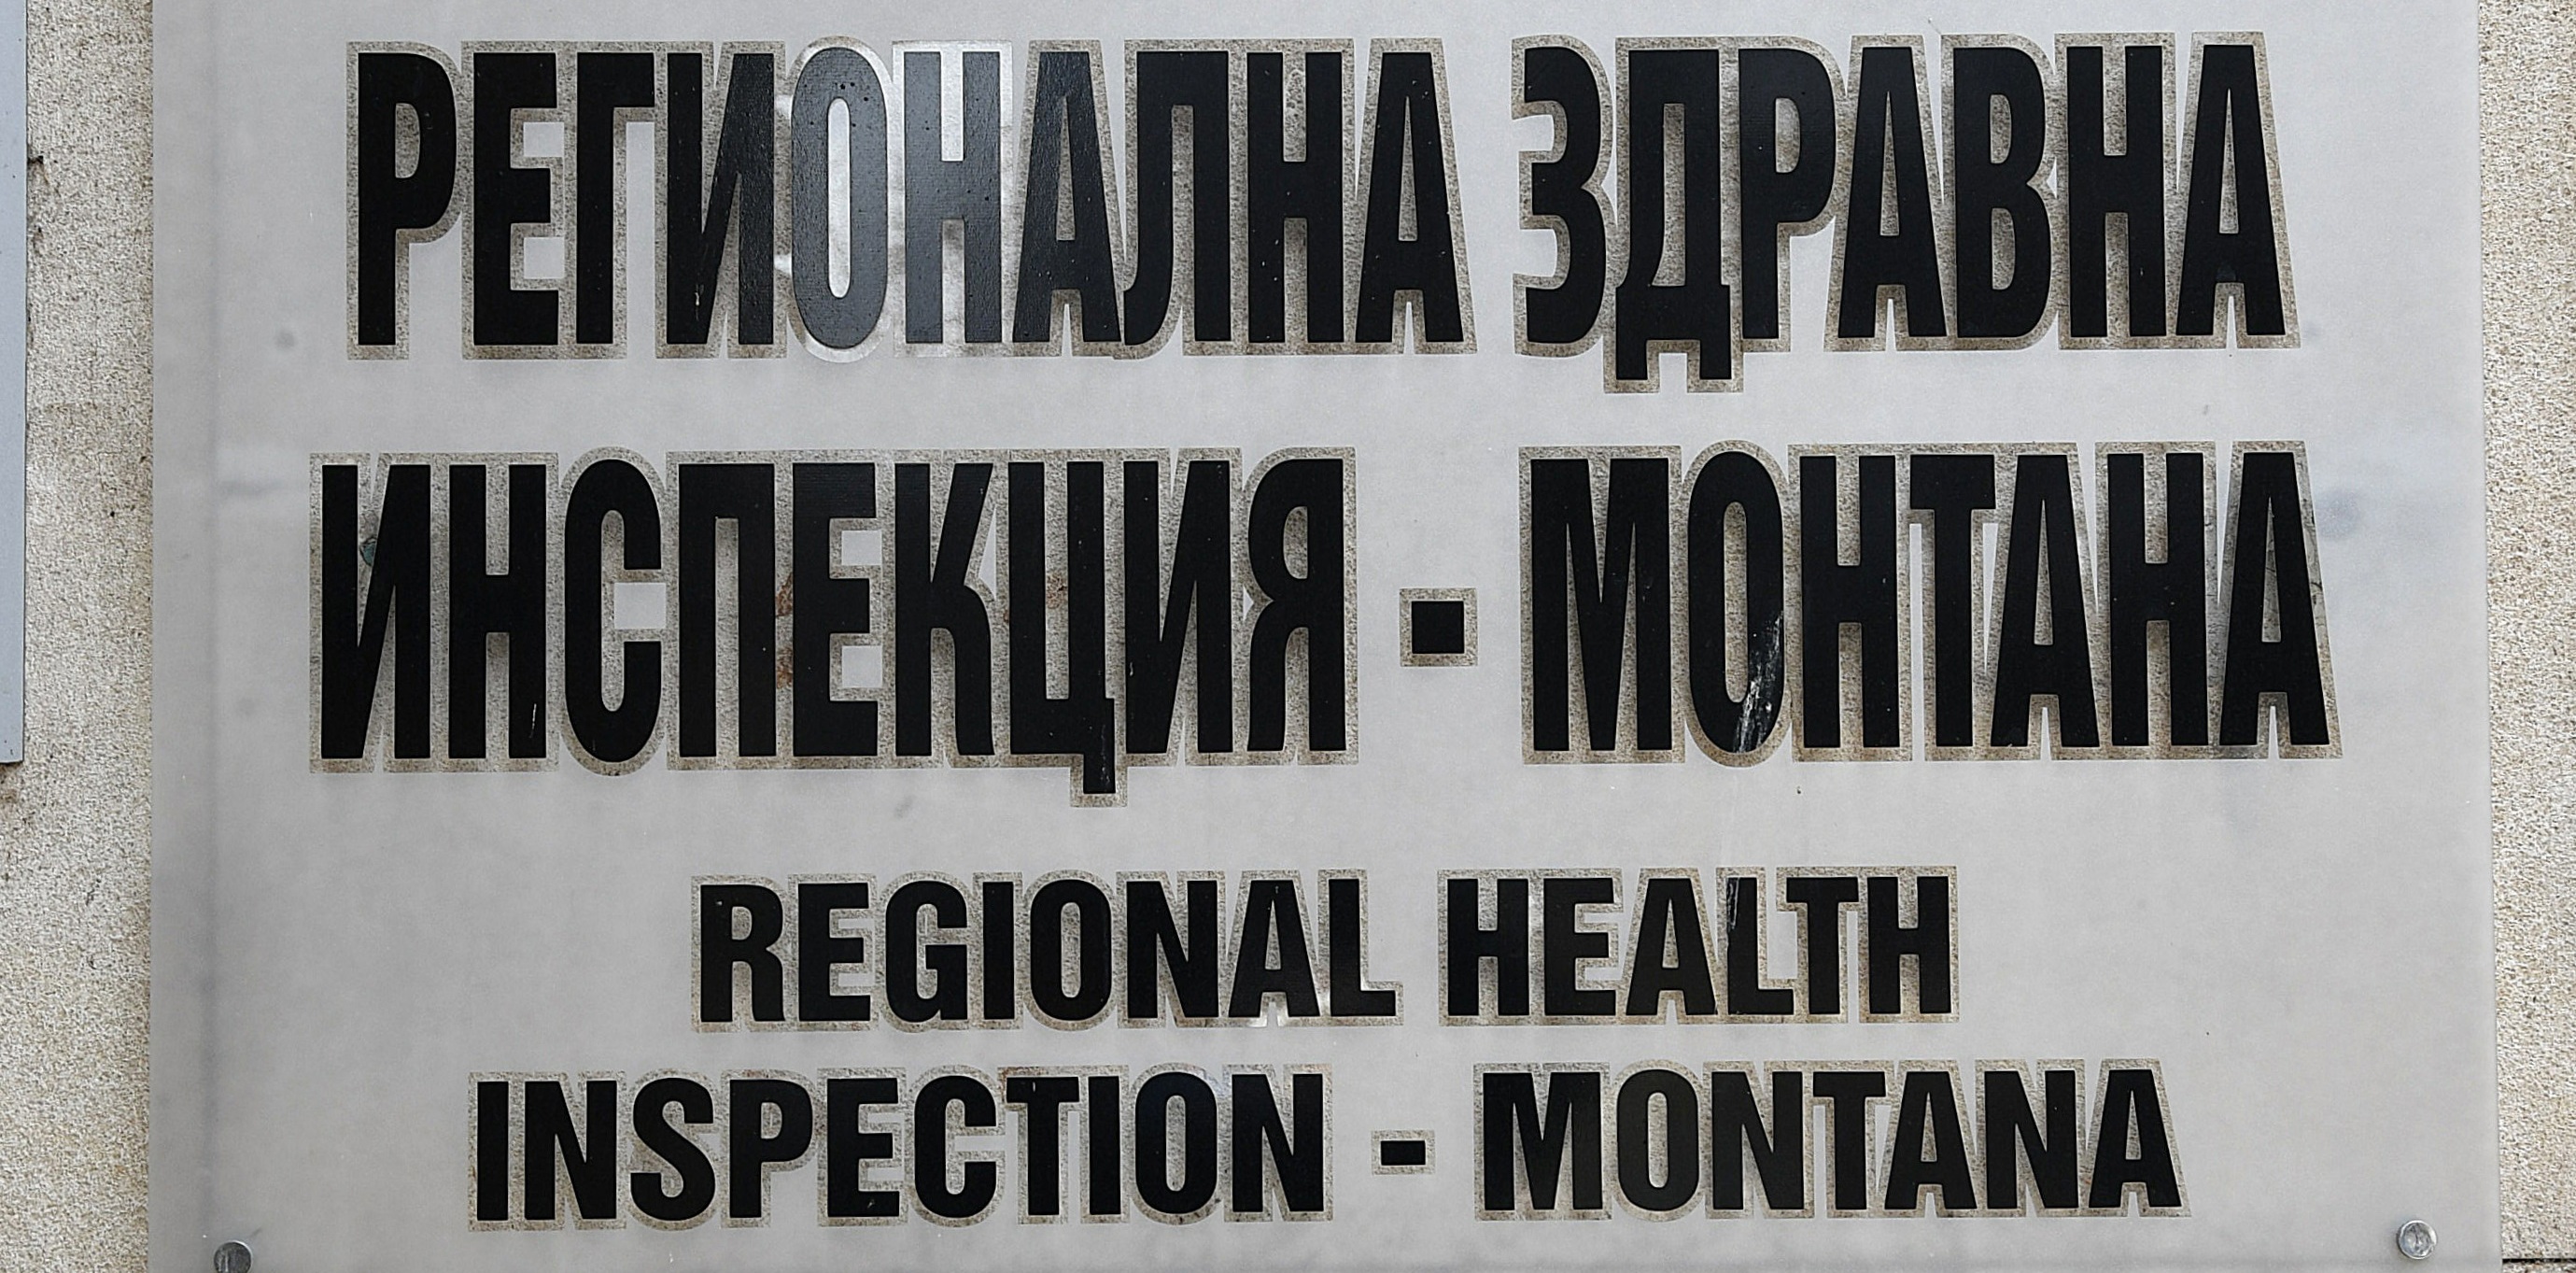 РЕГИОНАЛНА ЗДРАВНА
ИНСПЕКЦИЯ - МОНТАНА
REGIONAL HEALTH
INSPECTION - MONTANA